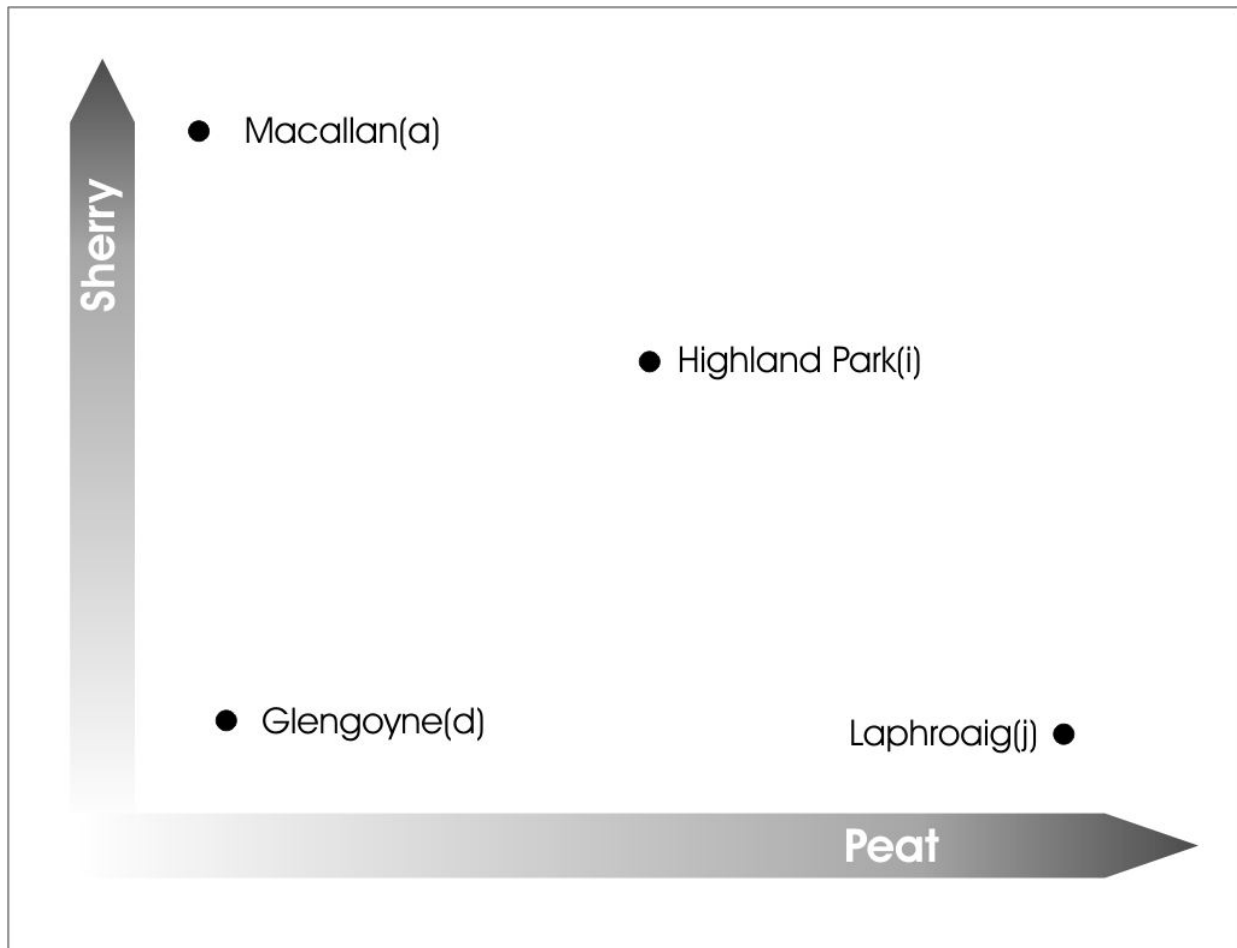 Macallan(a)
Sherry
Highland Park(i)
Glengoyne(d)
Laphroaig(j)
Peat